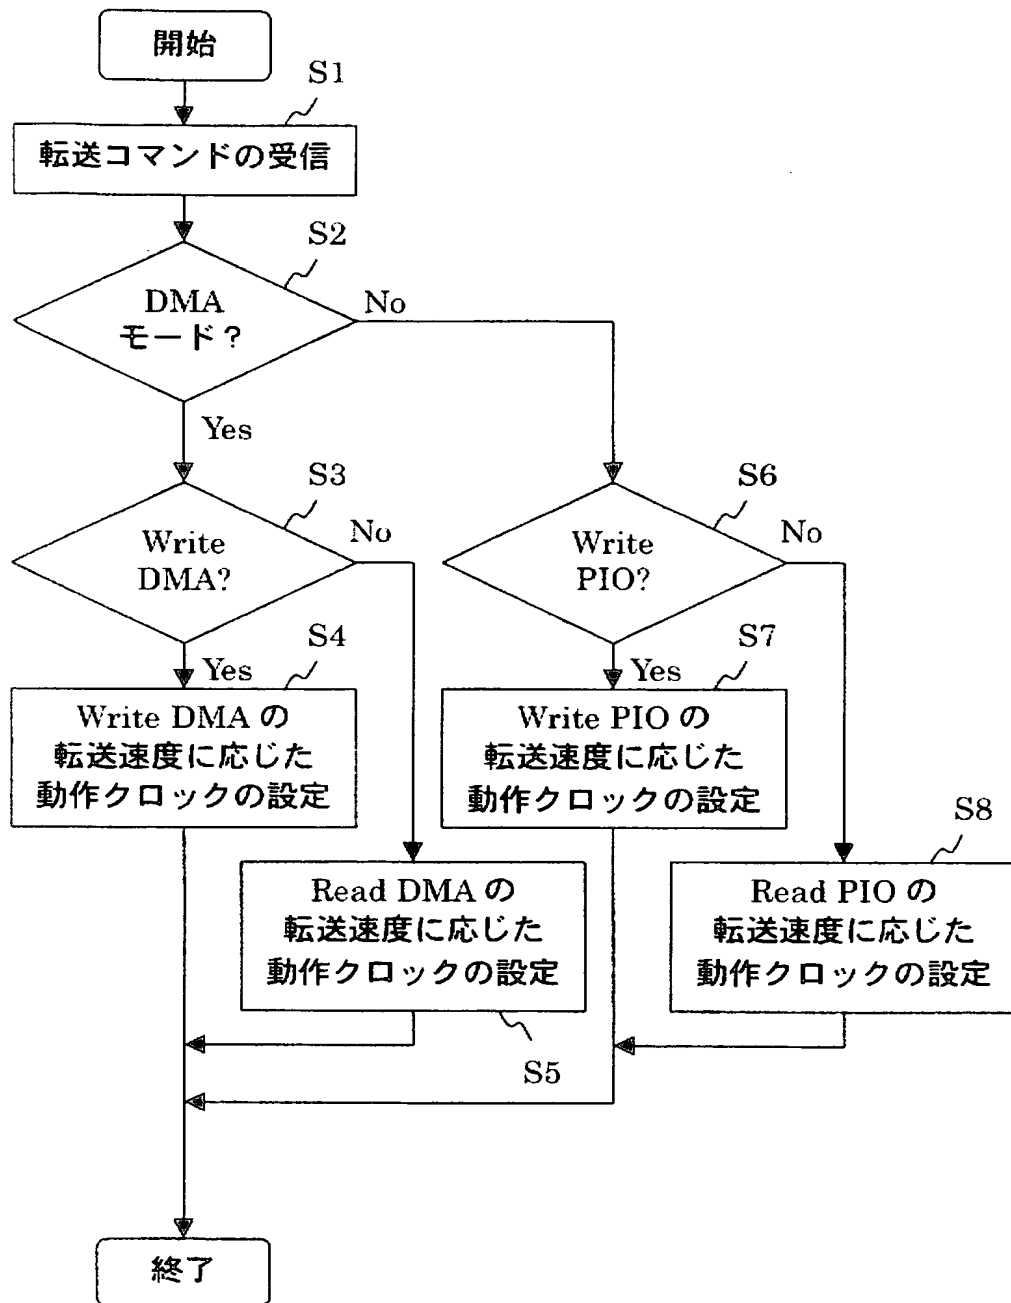 開始
S1
転送コマンドの受信
S2
DMA
モード？
No
Yes
S3
Write
DMA?
No
S6
Write
PIO?
No
S4
Yes
Write DMA の
転送速度に応じた
動作クロックの設定
S7
Yes
Write PIO の
転送速度に応じた
動作クロックの設定
Read DMA の
転送速度に応じた
動作クロックの設定
S5
S8
Read PIO の
転送速度に応じた
動作クロックの設定
終了